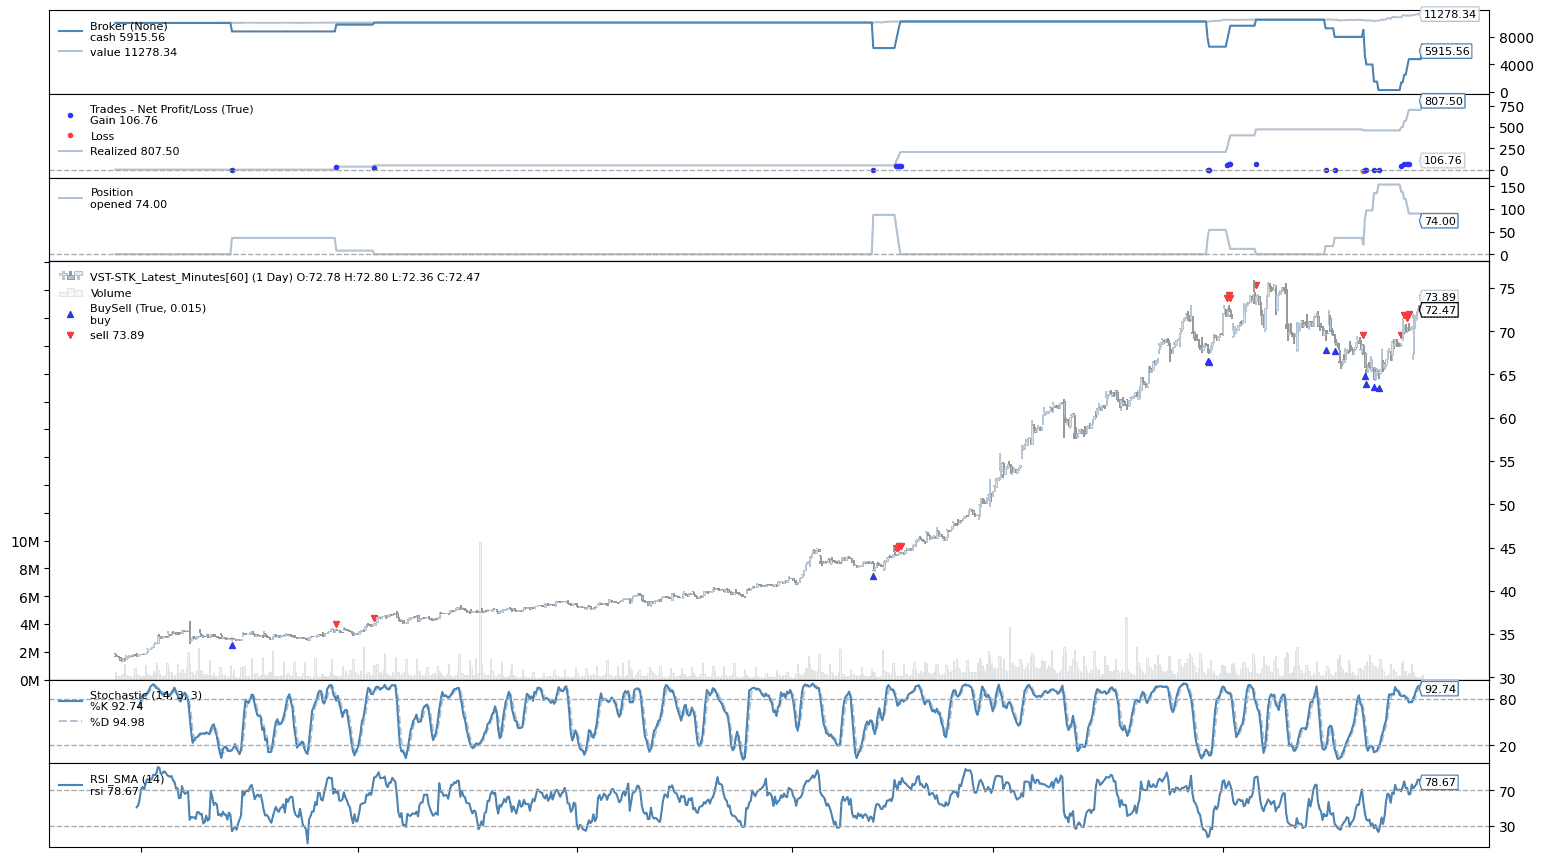 Broker (None)
cash 5915.56
value 11278.34
11278.34
8000
5915.56
4000
0
Trades - Net Profit/Loss (True)
Gain 106.76
Loss
Realized 807.50
807.50
750
500
250
106.76
0
Position
opened 74.00
150
100
74.00
50
0
VST-STK_Latest_Minutes[60] (1 Day) O:72.78 H:72.80 L:72.36 C:72.47
Volume
BuySell (True, 0.015)
buy
sell 73.89
75
73.89
72.47
70
65
60
55
50
45
40
35
30
10M
8M
6M
4M
2M
0M
Stochastic (14, 3, 3)
%K 92.74
%D 94.98
92.74
80
20
RSI_SMA (14)
rsi 78.67
78.67
70
30